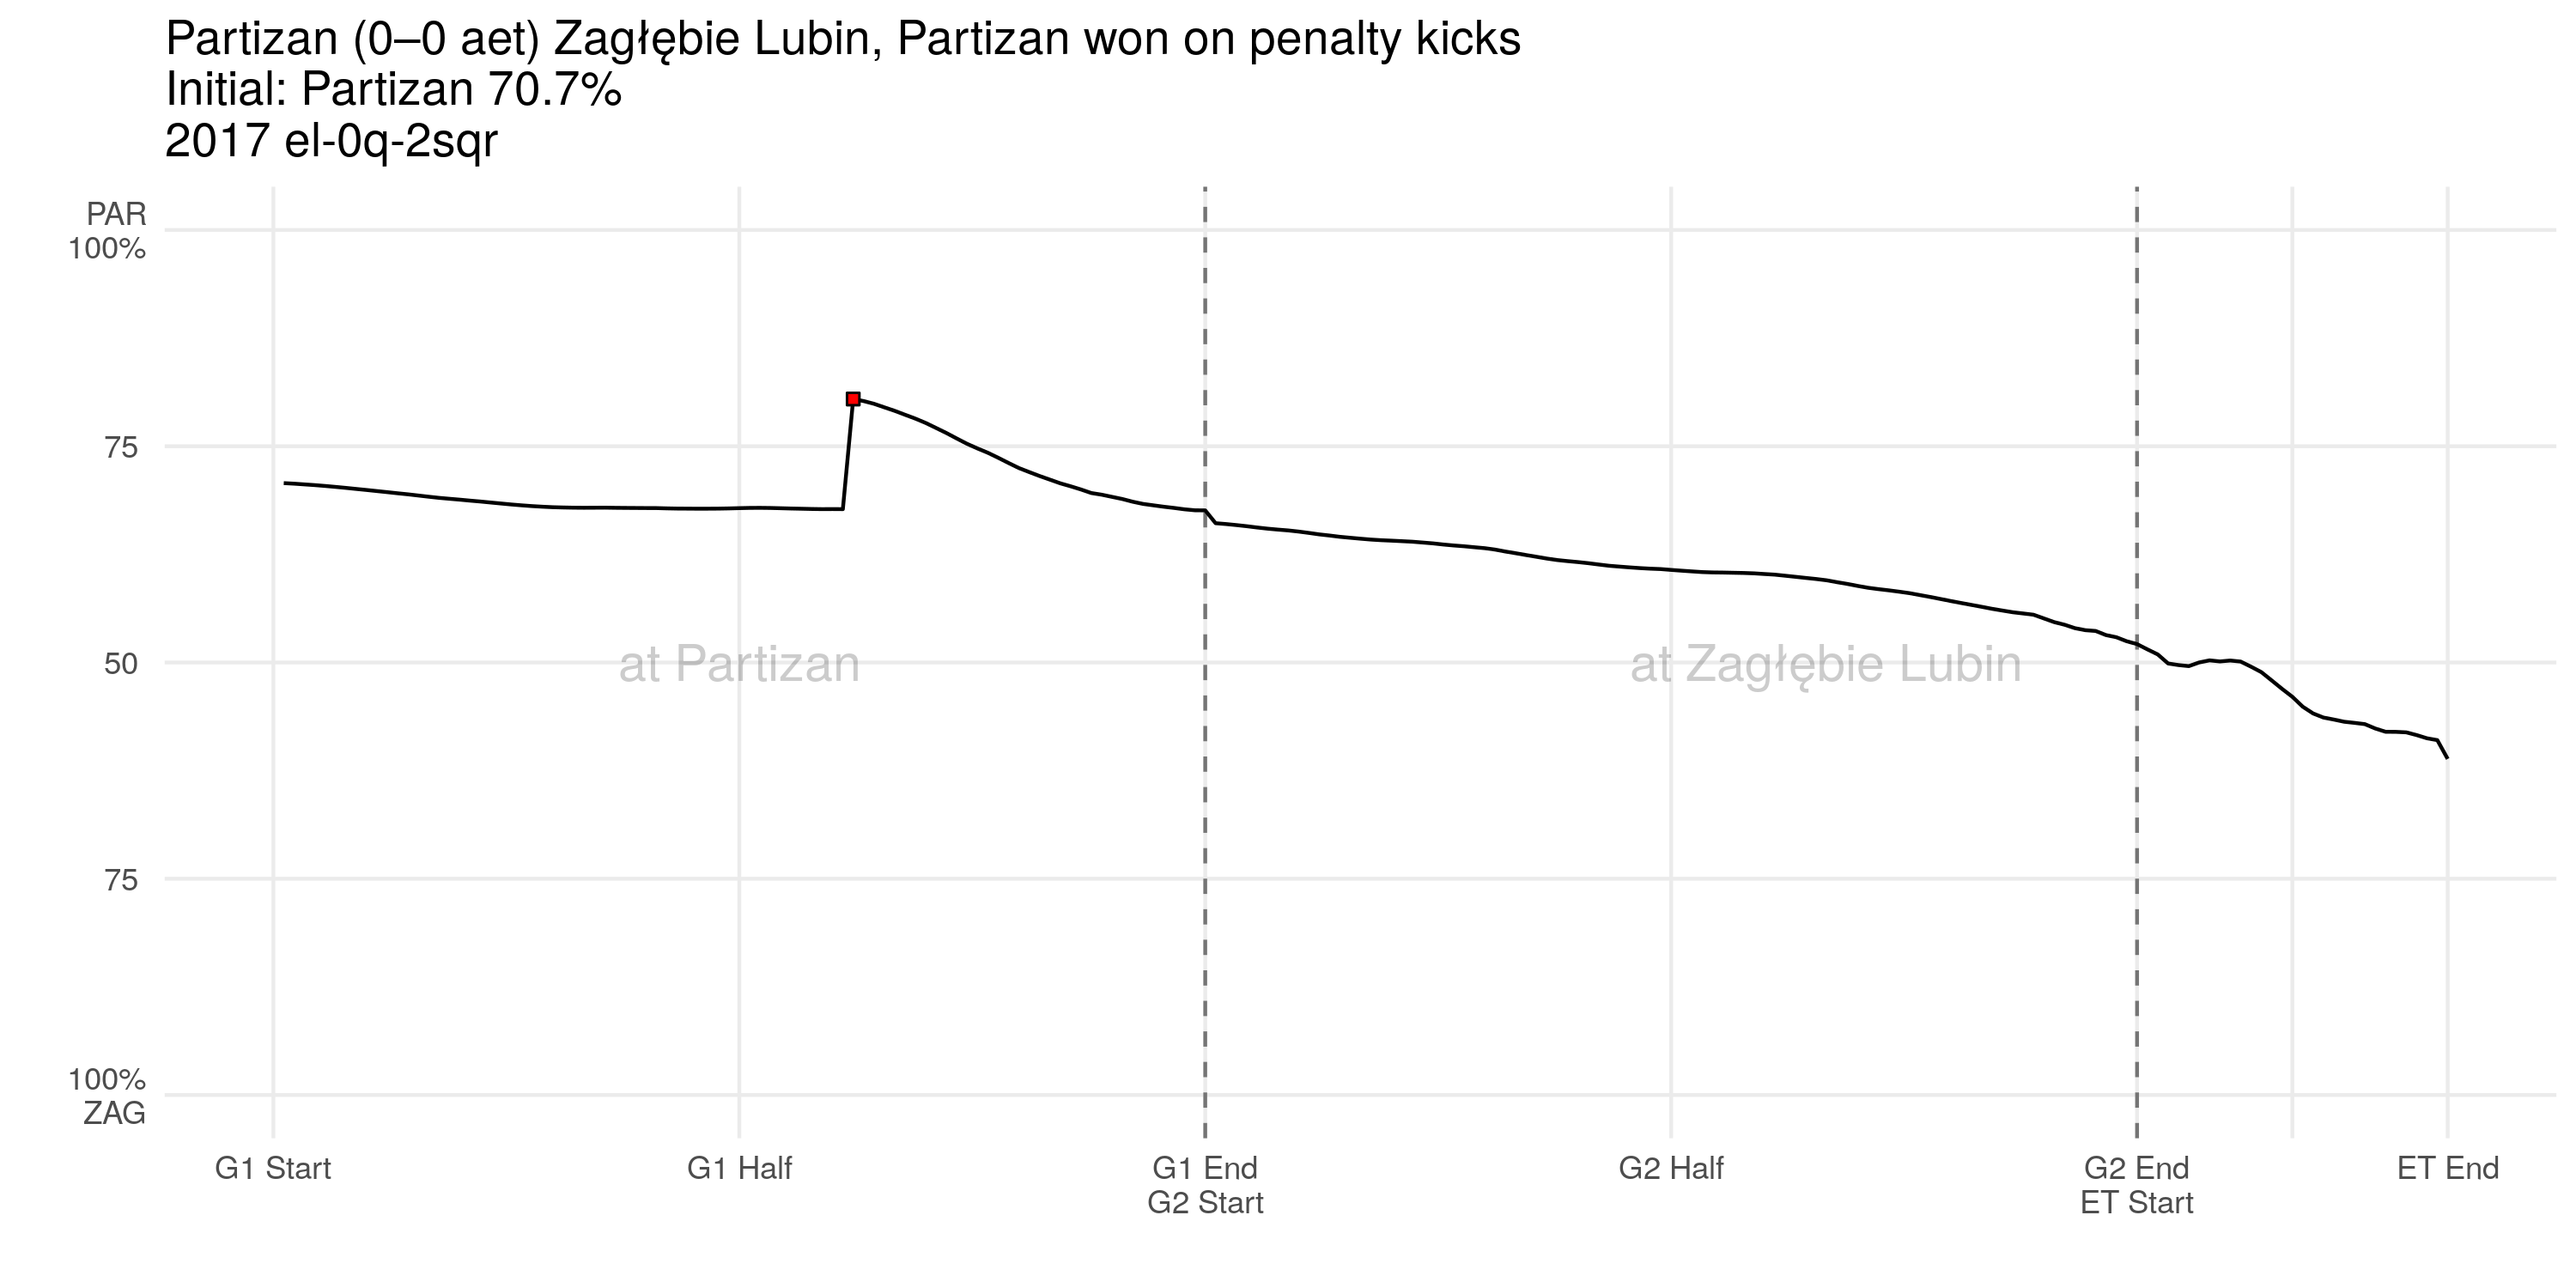 Partizan (0–0 aet) Zagłębie Lubin, Partizan won on penalty kicks
Initial: Partizan 70.7%
2017 el-0q-2sqr
PAR
100%
75
50
75
100%
ZAG
at Partizan
at Zagłębie Lubin
G1 Start
G1 Half
G1 End
G2 Start
G2 Half
G2 End
ET Start
ET End